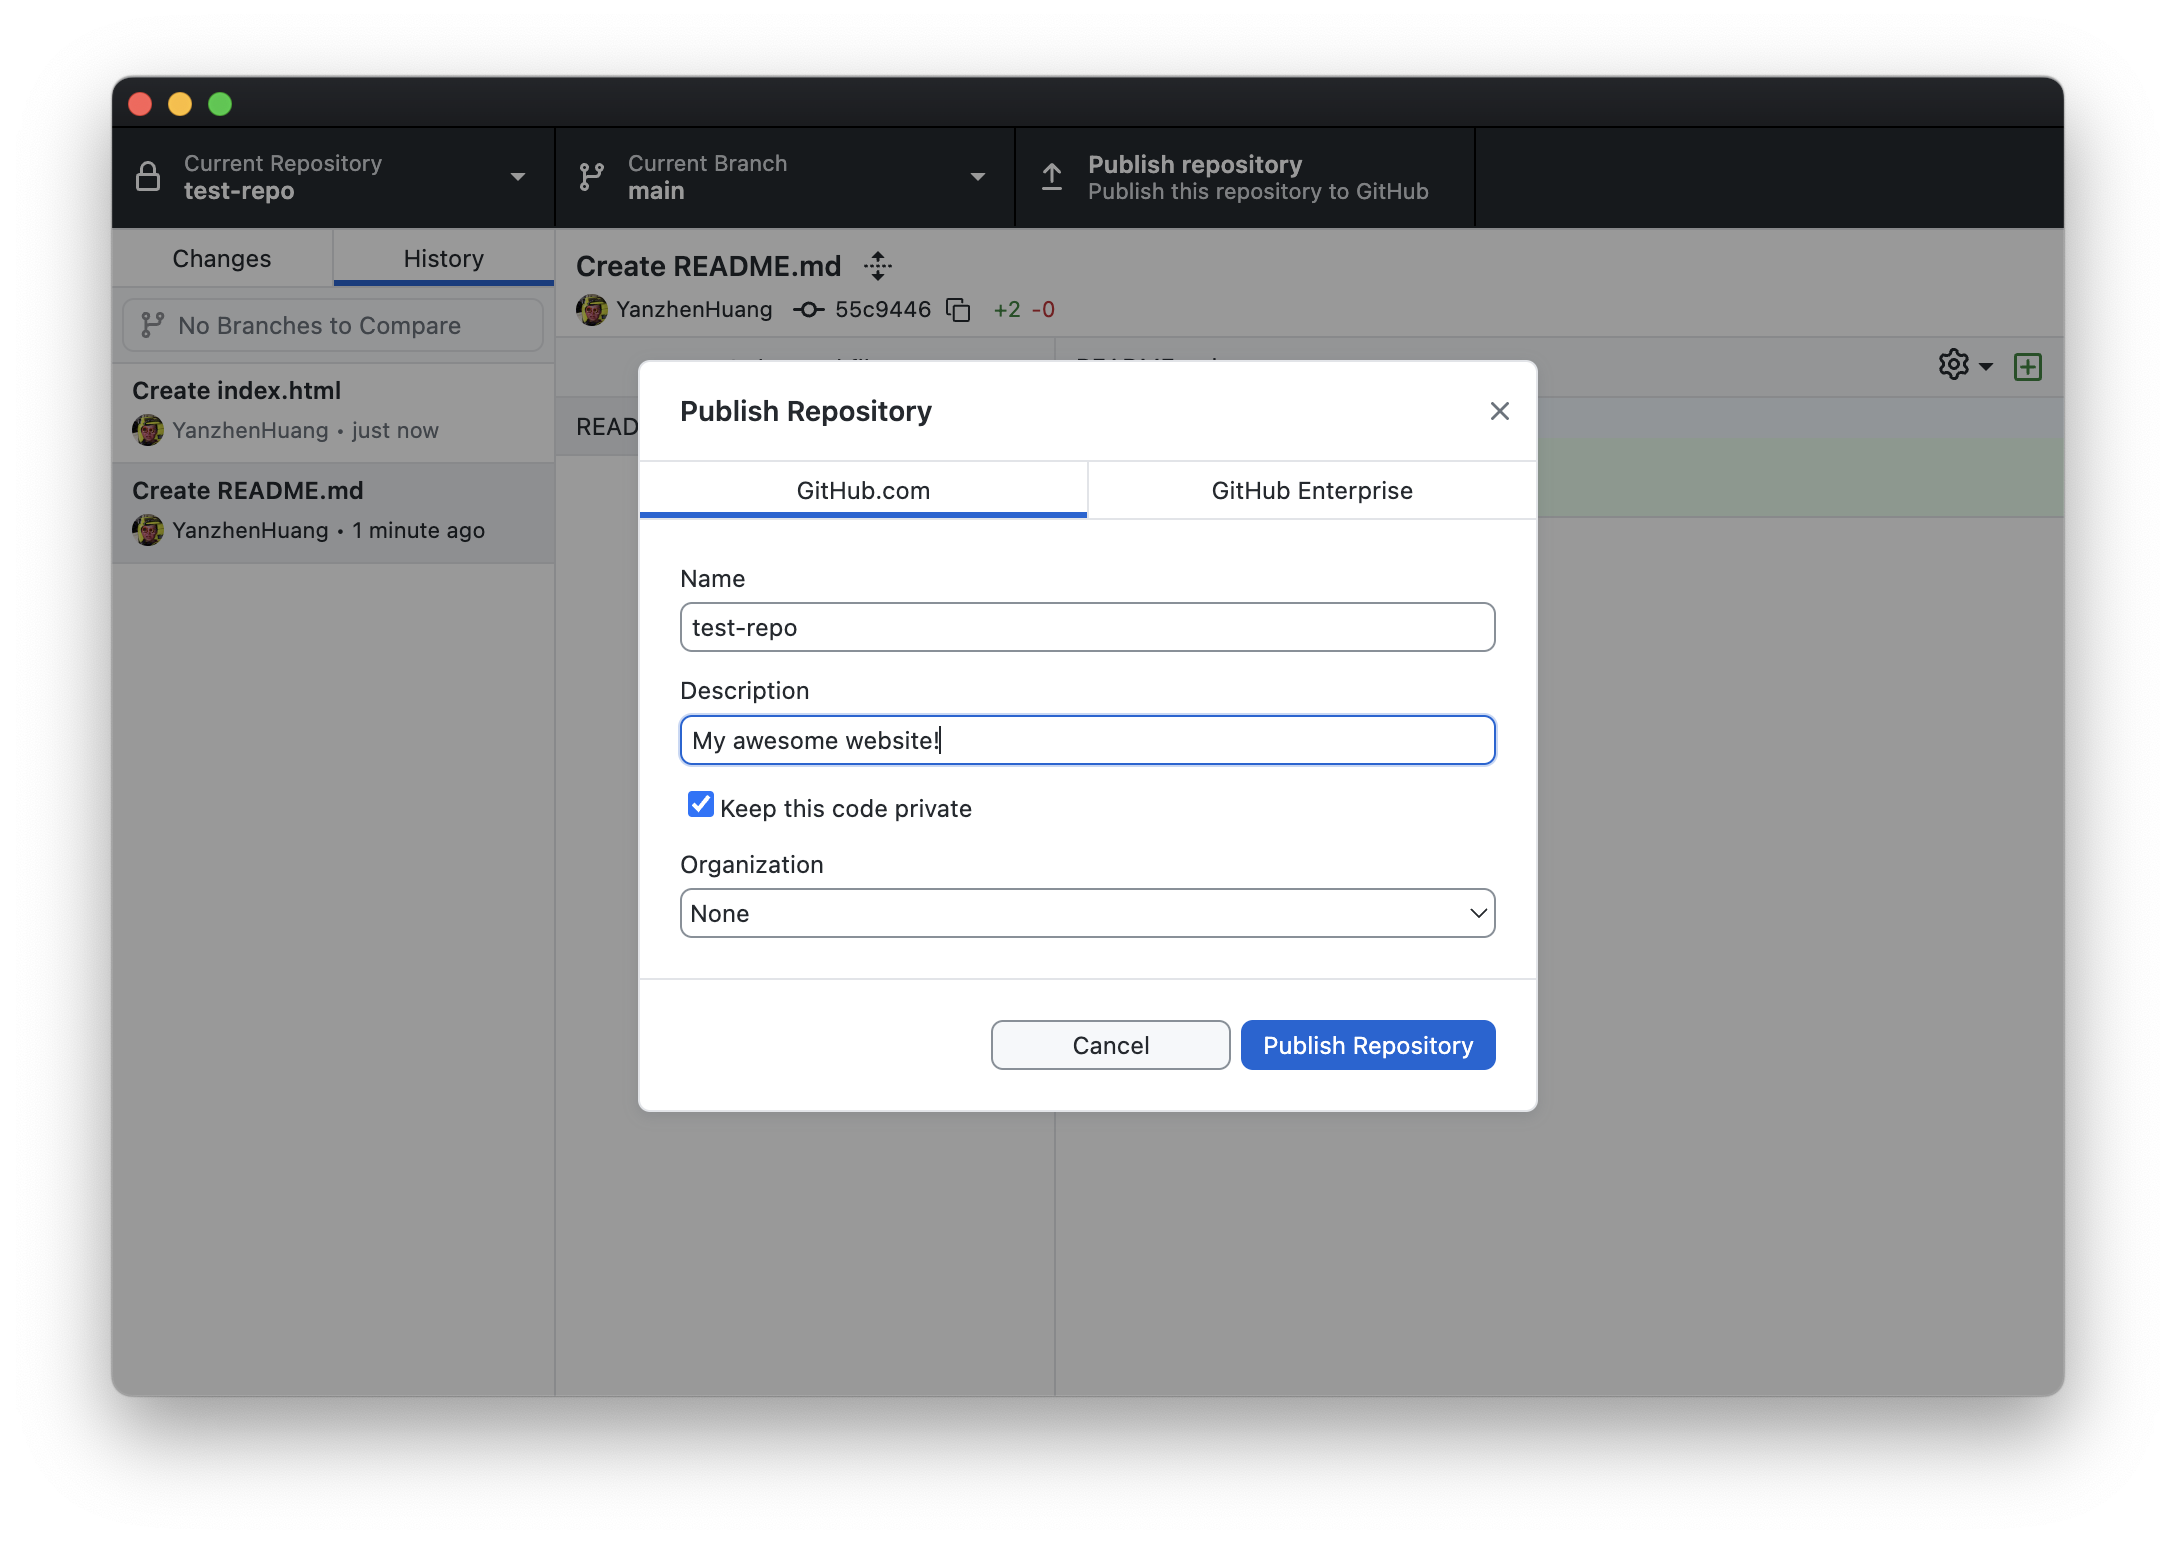 Current Repository
test-repo
Current Branch
main
Publish repository
Publish this repository to GitHub
Changes
History
No Branches to Compare
Create index.html
YanzhenHuang • just now
Create README.md
YanzhenHuang • 1 minute ago
Create README.md
YanzhenHuang 55c9446 +2 -0
READ
Publish Repository
GitHub.com
GitHub Enterprise
Name
test-repo
Description
My awesome website!
Keep this code private
Organization
None
Cancel
Publish Repository